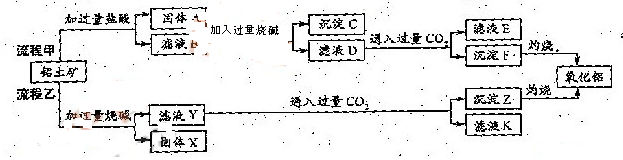 加过量盐酸
固体A
滤液B
加入过量烧碱
沉淀C
滤液D
通入过量CO₂
滤液E
沉淀F
灼烧
流程甲
铝土矿
流程乙
氧化铝
加过量烧碱
滤液Y
固体X
通入过量CO₂
沉淀Z
灼烧
滤液K